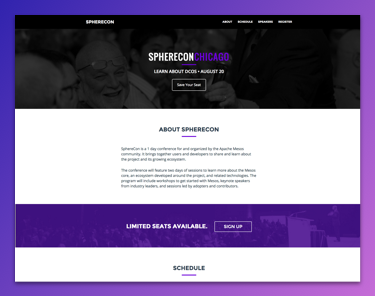 SPHERECON
ABOUT SCHEDULE SPEAKERS REGISTER
SPHERECONCHICAGO
LEARN ABOUT DCOS • AUGUST 20
Save Your Seat
ABOUT SPHERECON
SphereCon is a 1 day conference for and organized by the Apache Mesos
community. It brings together users and developers to share and learn about
the project and its growing ecosystem.
The conference will feature two days of sessions to learn more about the Mesos
core, an ecosystem developed around the project, and related technologies. The
program will include workshops to get started with Mesos, keynote speakers
from industry leaders, and sessions led by adopters and contributors.
LIMITED SEATS AVAILABLE.
SIGN UP
SCHEDULE